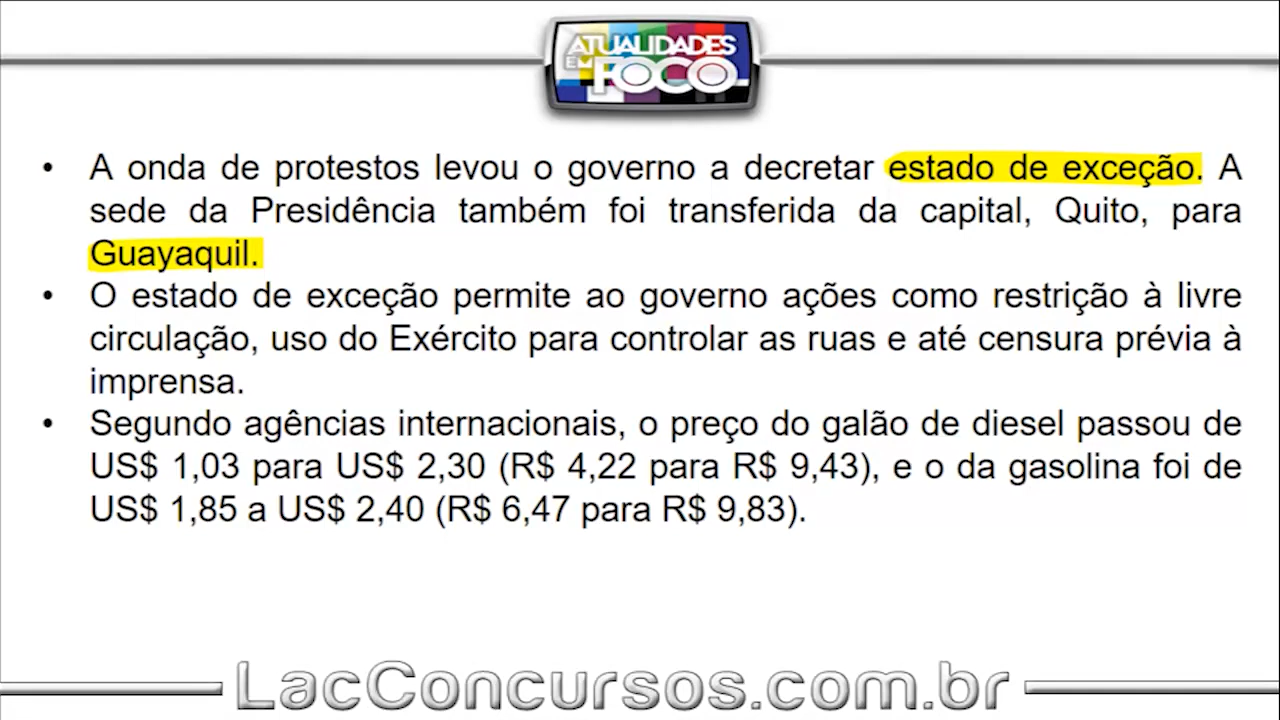 ATUALIDADES
EM FOCO
• A onda de protestos levou o governo a decretar estado de exceção. A
sede da Presidência também foi transferida da capital, Quito, para
Guayaquil.
• O estado de exceção permite ao governo ações como restrição à livre
circulação, uso do Exército para controlar as ruas e até censura prévia à
imprensa.
• Segundo agências internacionais, o preço do galão de diesel passou de
US$ 1,03 para US$ 2,30 (R$ 4,22 para R$ 9,43), e o da gasolina foi de
US$ 1,85 a US$ 2,40 (R$ 6,47 para R$ 9,83).
LacConcursos.com.br